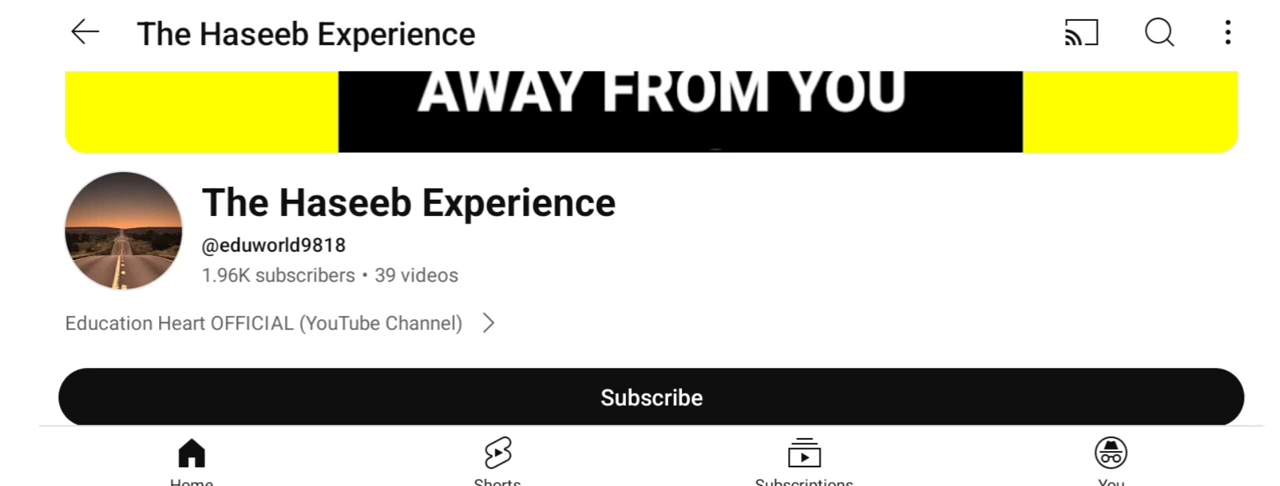 The Haseeb Experience
AWAY FROM YOU
The Haseeb Experience
@eduworld9818
1.96K subscribers • 39 videos
Education Heart OFFICIAL (YouTube Channel)
Subscribe
Home Shorts Subscriptions You